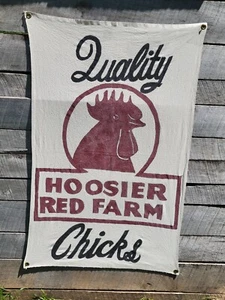 Quality
HOOSIER
RED FARM
Chicks